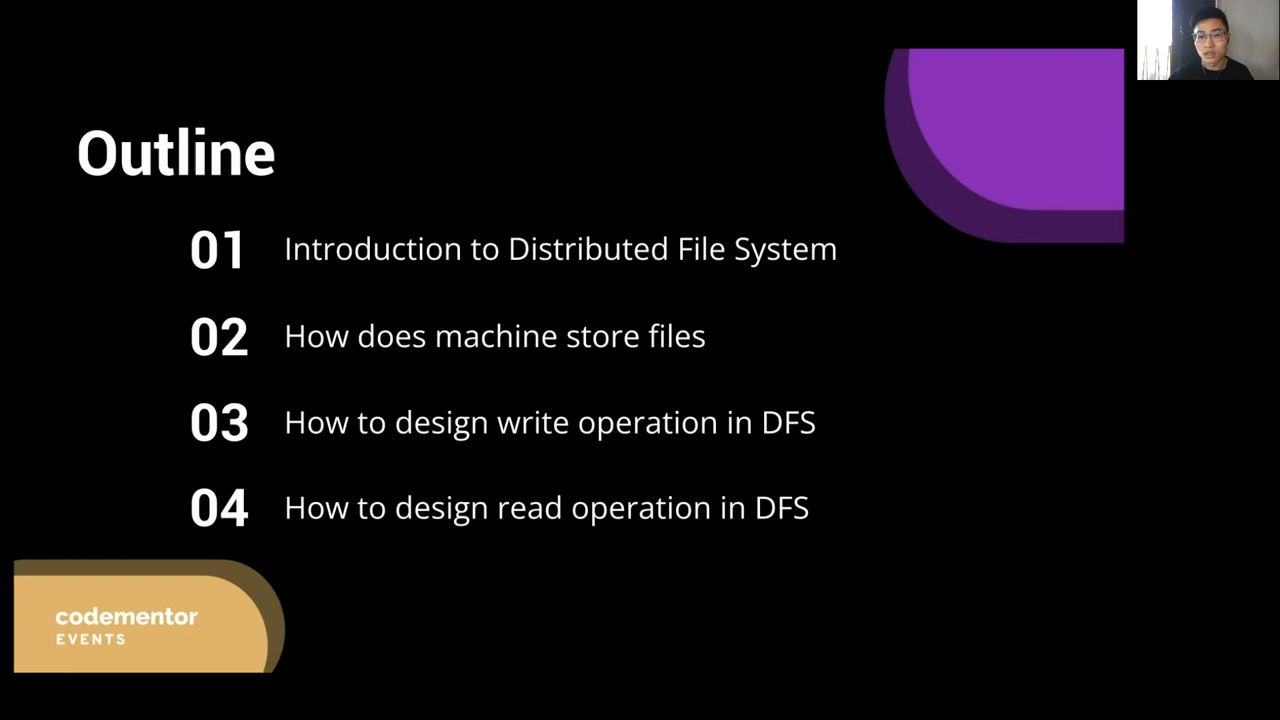 Outline
01 Introduction to Distributed File System
02 How does machine store files
03 How to design write operation in DFS
04 How to design read operation in DFS
codementor
EVENTS